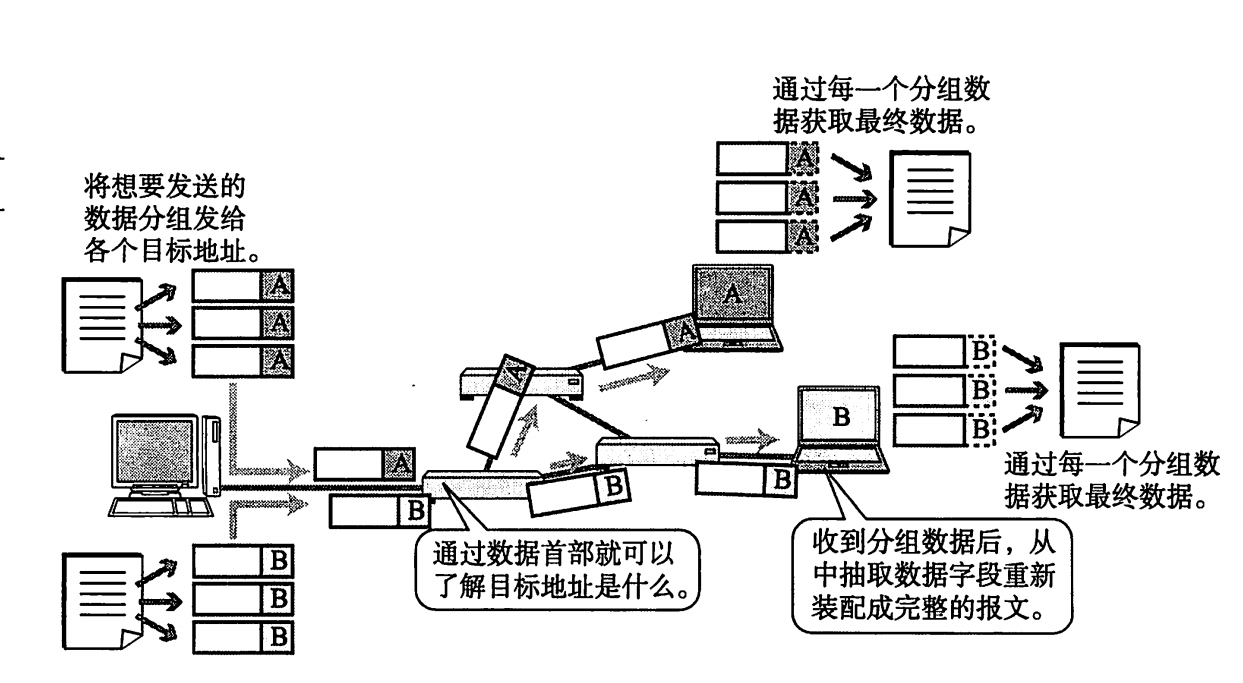 通过每一个分组数
据获取最终数据。
A
A
A
将想要发送的
数据分组发给
各个目标地址。
A
A
A
A
A
A
A
B
B
B
B
B
通过每一个分组数
据获取最终数据。
B
B
B
通过数据首部就可以
了解目标地址是什么。
收到分组数据后，从
中抽取数据字段重新
装配成完整的报文。
B
B
B